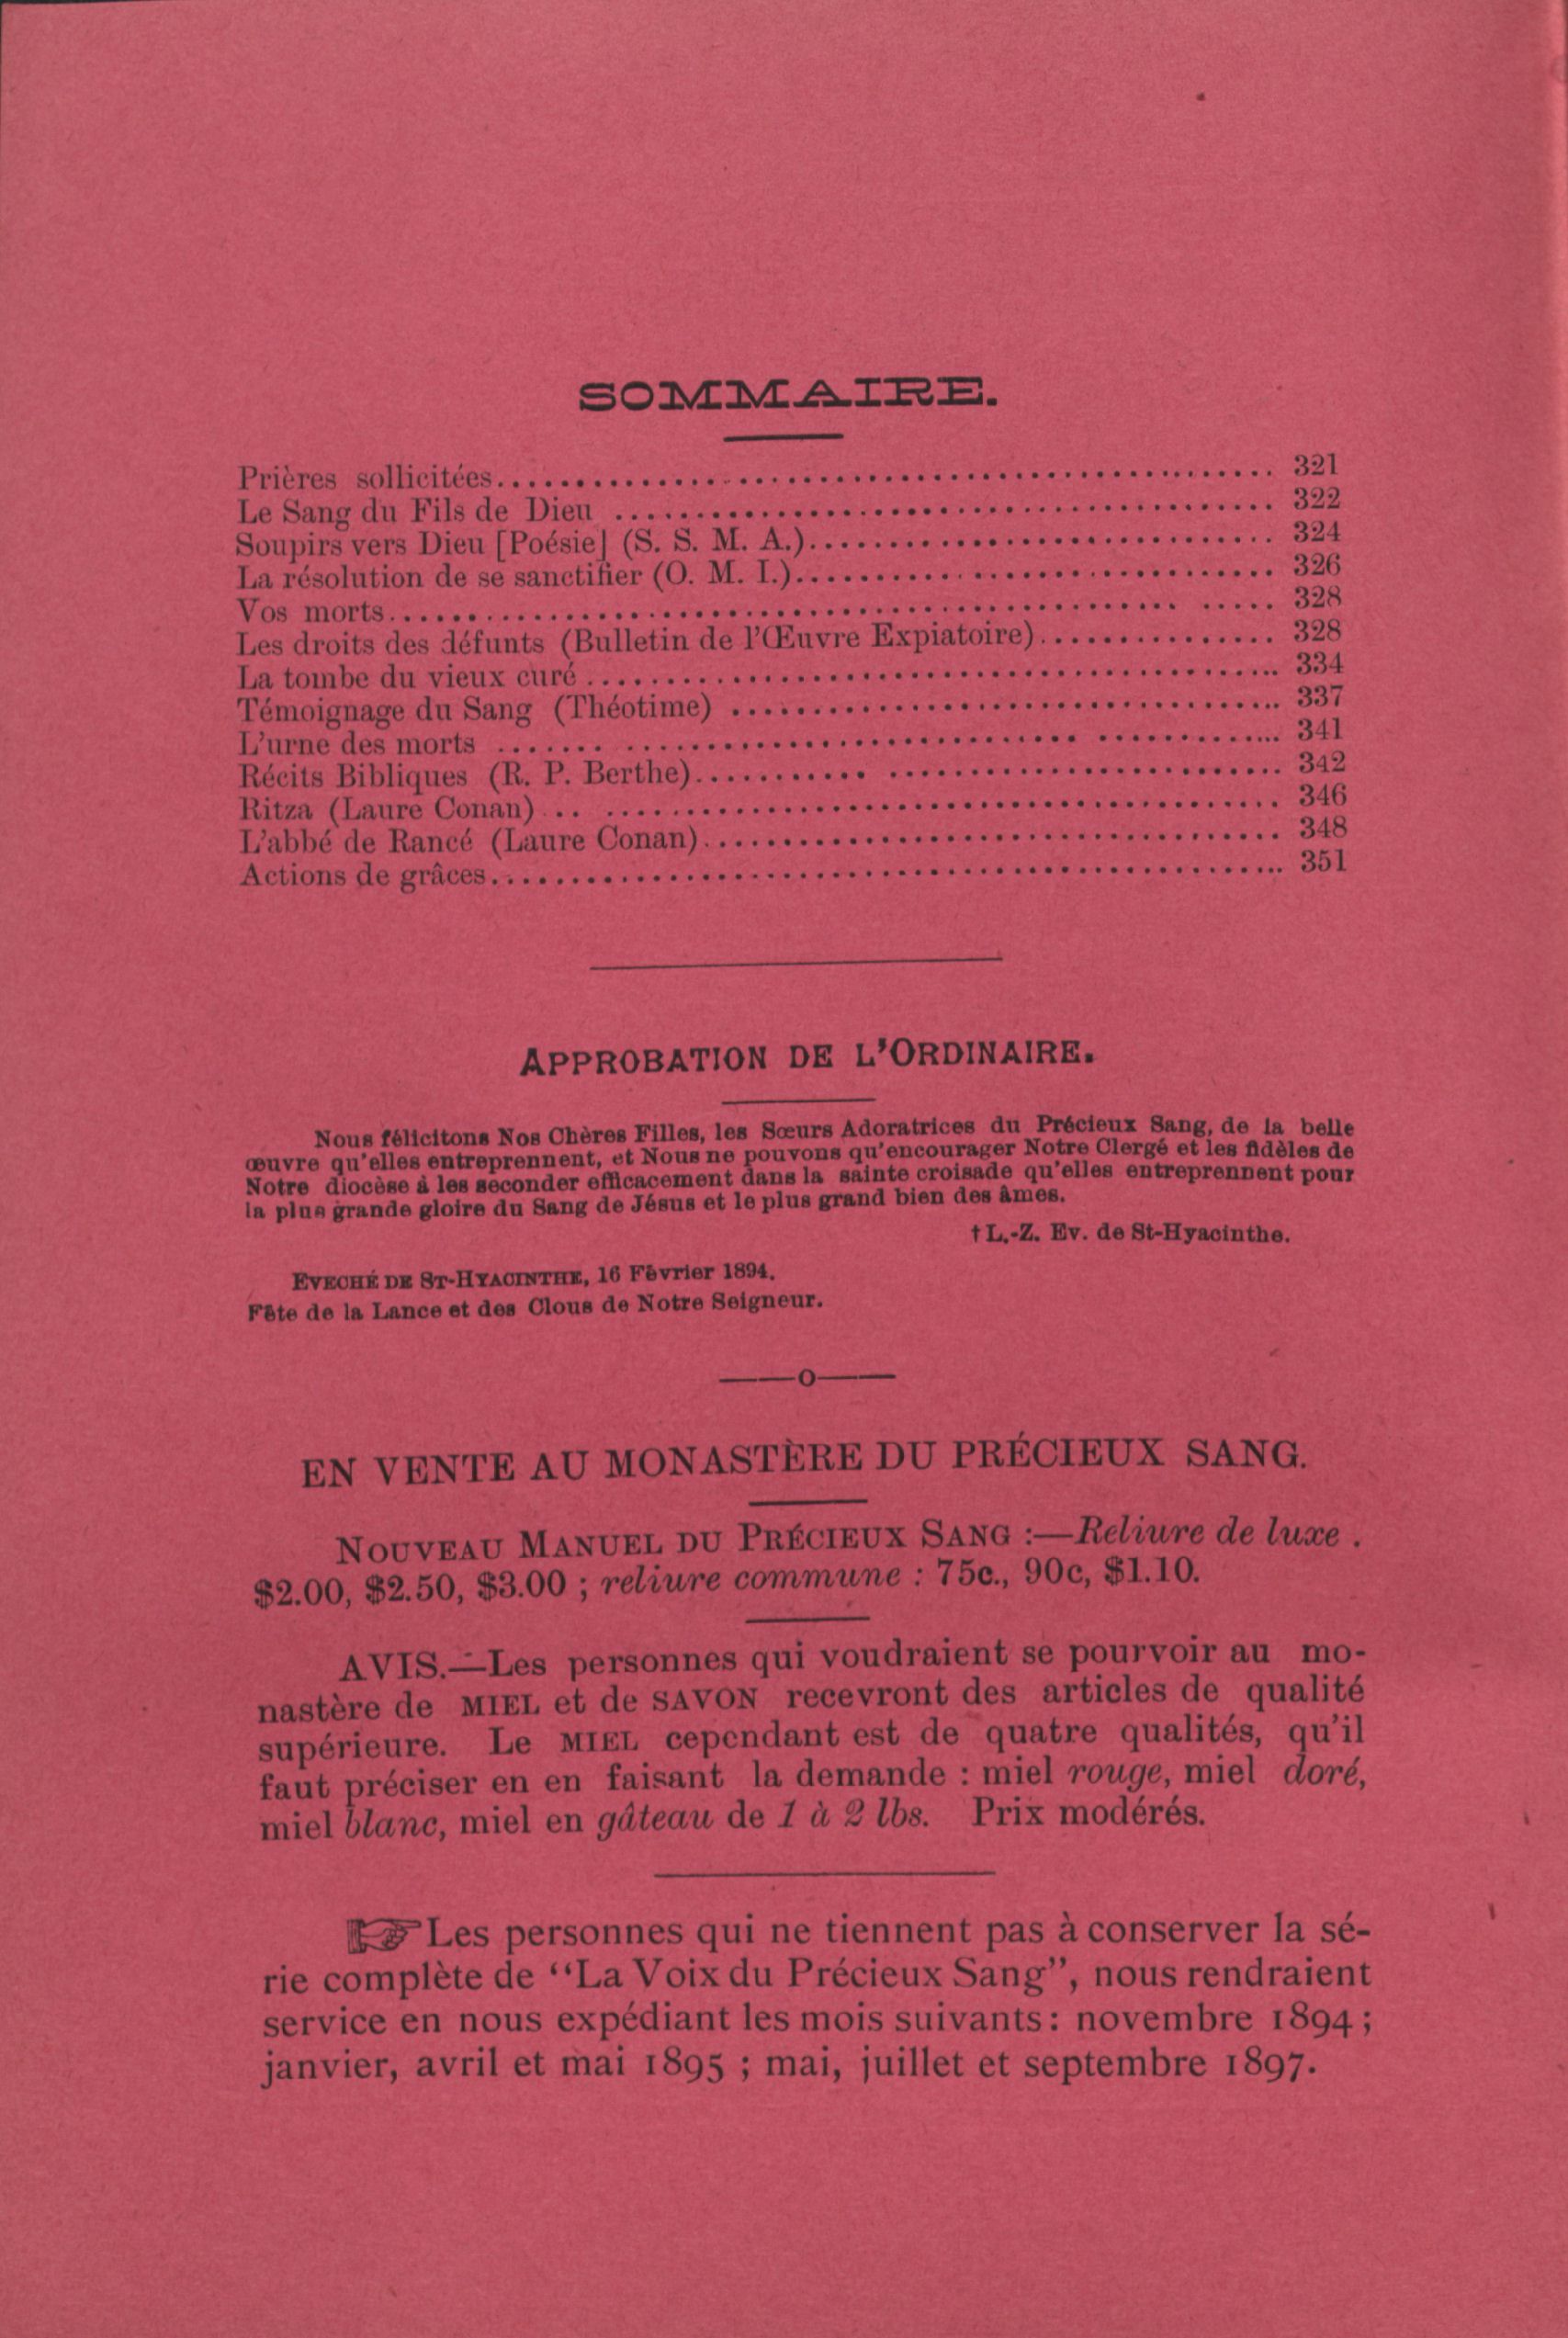 SOMMAIRE.
Prières sollicitées........................................ 321
Le Sang du Fils de Dieu ........................................ 322
Soupirs vers Dieu [Poésie] (S. S. M. A.)........................................ 324
La résolution de se sanctifier (O. M. I.)........................................ 326
Vos morts........................................ ..... 328
Les droits des défunts (Bulletin de l'Œuvre Expiatoire)............... 328
La tombe du vieux curé........................................ 334
Témoignage du Sang (Théotime) ........................................ 337
L'urne des morts ....... ............................ ............ 341
Récits Bibliques (R. P. Berthe)........... ........................ 342
Ritza (Laure Conan) .. ........................................ 346
L'abbé de Rancé (Laure Conan)........................................ 348
Actions de grâces........................................ 351
APPROBATION DE L'ORDINAIRE.
Nous félicitons Nos Chères Filles, les Sœurs Adoratrices du Précieux Sang, de la belle
œuvre qu'elles entreprennent, et Nous ne pouvons qu'encourager Notre Clergé et les fidèles de
Notre diocèse à les seconder efficacement dans la sainte croisade qu'elles entreprennent pour
la plus grande gloire du Sang de Jésus et le plus grand bien des âmes.
† L.-Z. Ev. de St-Hyacinthe.
EVECHÉ DE ST-HYACINTHE, 16 Février 1894.
Fête de la Lance et des Clous de Notre Seigneur.
——o——
EN VENTE AU MONASTÈRE DU PRÉCIEUX SANG.
NOUVEAU MANUEL DU PRÉCIEUX SANG :—Reliure de luxe .
$2.00, $2.50, $3.00 ; reliure commune : 75c., 90c, $1.10.
AVIS.—Les personnes qui voudraient se pourvoir au mo-
nastère de MIEL et de SAVON recevront des articles de qualité
supérieure. Le MIEL cependant est de quatre qualités, qu'il
faut préciser en en faisant la demande : miel rouge, miel doré,
miel blanc, miel en gâteau de 1 à 2 lbs. Prix modérés.
☞ Les personnes qui ne tiennent pas à conserver la sé-
rie complète de "La Voix du Précieux Sang", nous rendraient
service en nous expédiant les mois suivants : novembre 1894 ;
janvier, avril et mai 1895 ; mai, juillet et septembre 1897.